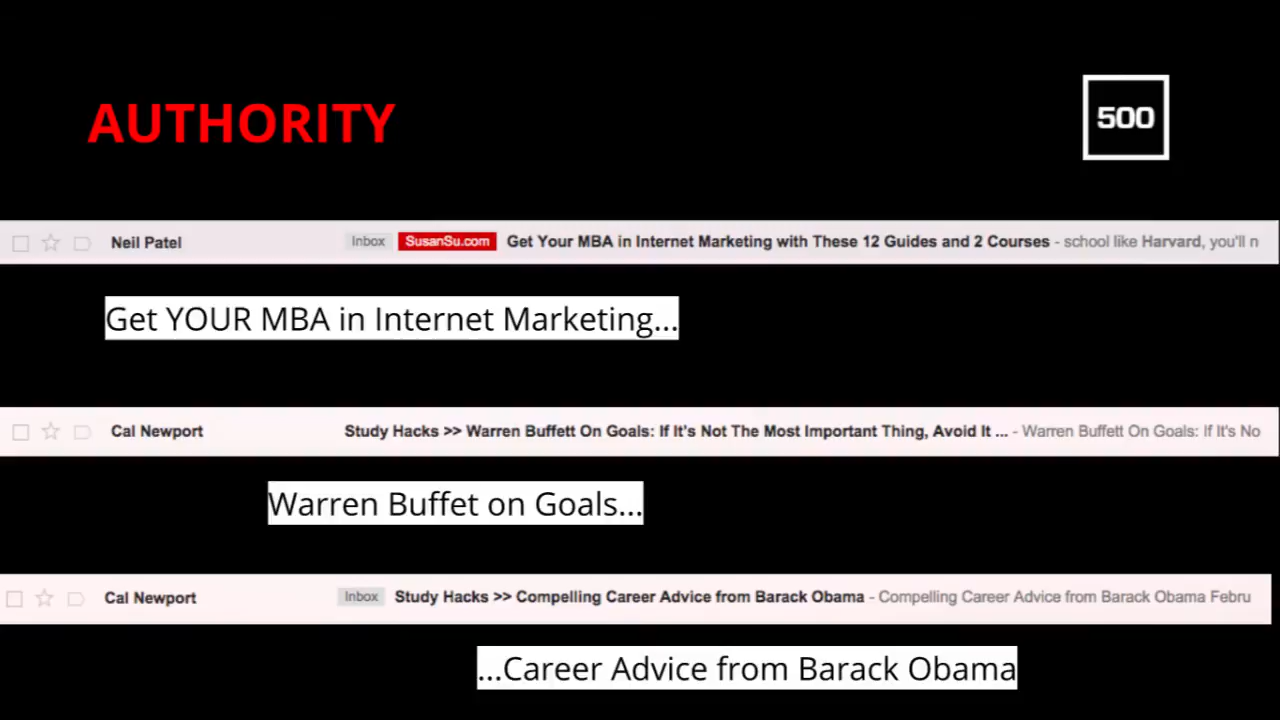 AUTHORITY
500
Neil Patel Inbox SusanSu.com Get Your MBA in Internet Marketing with These 12 Guides and 2 Courses - school like Harvard, you'll n
Get YOUR MBA in Internet Marketing...
Cal Newport Study Hacks >> Warren Buffett On Goals: If It's Not The Most Important Thing, Avoid It ... - Warren Buffett On Goals: If It's No
Warren Buffet on Goals...
Cal Newport Inbox Study Hacks >> Compelling Career Advice from Barack Obama - Compelling Career Advice from Barack Obama Febru
...Career Advice from Barack Obama